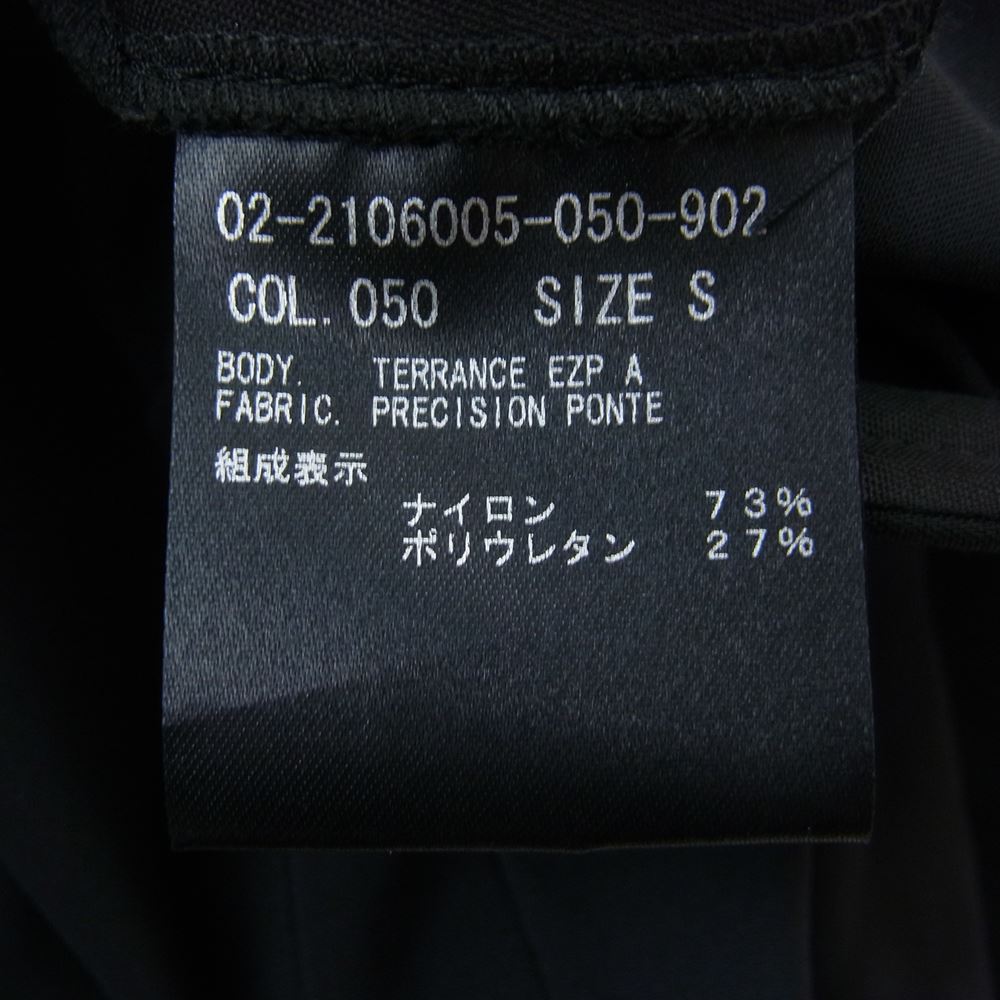 02-2106005-050-902
COL. 050 SIZE S
BODY. TERRANCE EZP A
FABRIC. PRECISION PONTE
組成表示
ナイロン 73%
ポリウレタン 27%